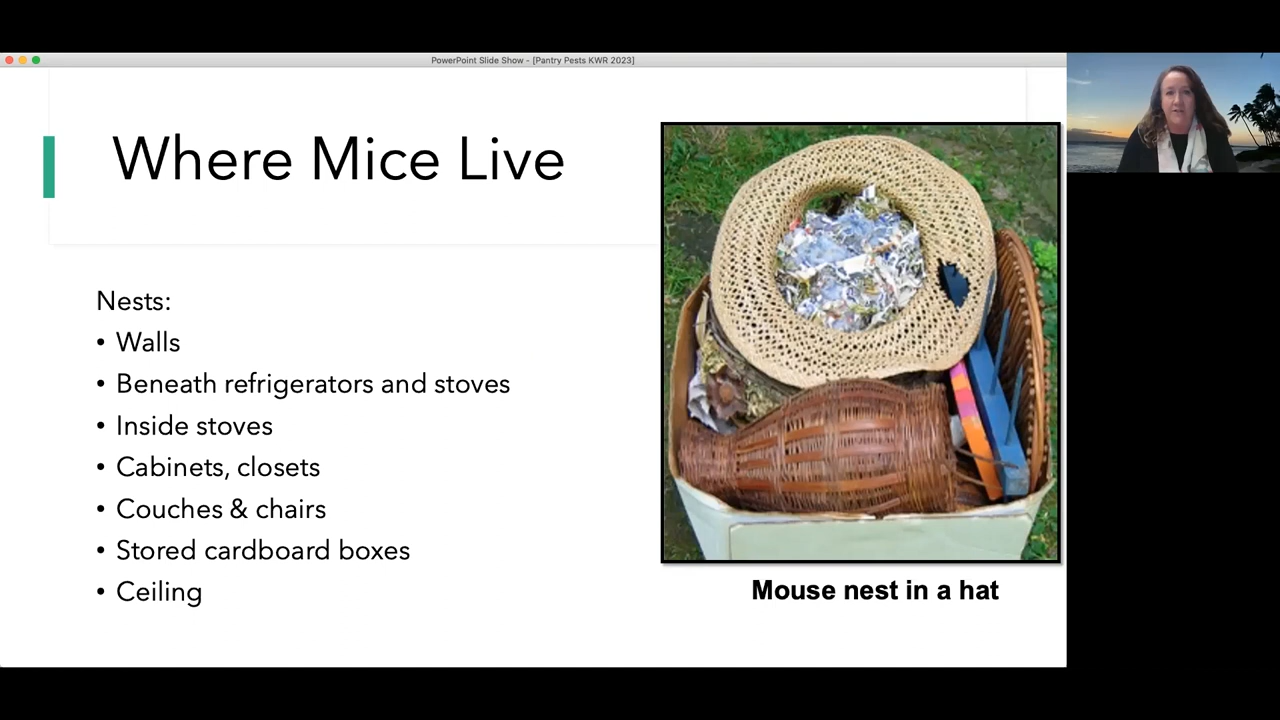 PowerPoint Slide Show - [Pantry Pests KWR 2023]
Where Mice Live
Nests:
• Walls
• Beneath refrigerators and stoves
• Inside stoves
• Cabinets, closets
• Couches & chairs
• Stored cardboard boxes
• Ceiling
Mouse nest in a hat